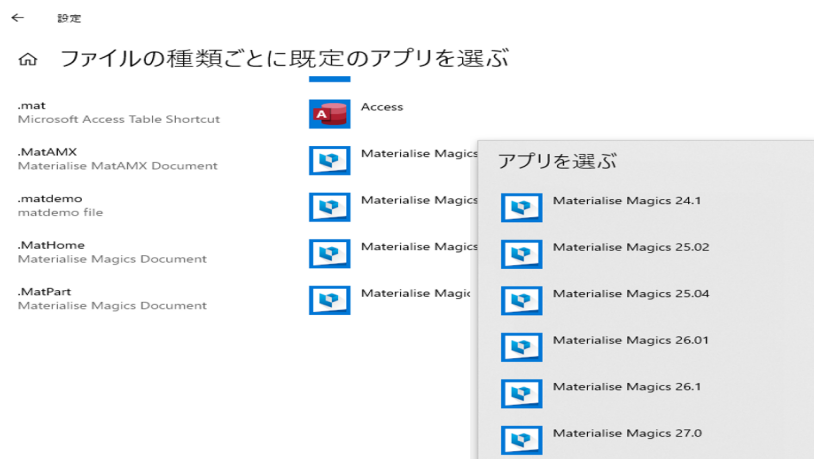 設定
ファイルの種類ごとに既定のアプリを選ぶ
.mat
Microsoft Access Table Shortcut
Access
.MatAMX
Materialise MatAMX Document
Materialise Magics
.matdemo
matdemo file
Materialise Magics
.MatHome
Materialise Magics Document
Materialise Magics
.MatPart
Materialise Magics Document
Materialise Magic
アプリを選ぶ
Materialise Magics 24.1
Materialise Magics 25.02
Materialise Magics 25.04
Materialise Magics 26.01
Materialise Magics 26.1
Materialise Magics 27.0